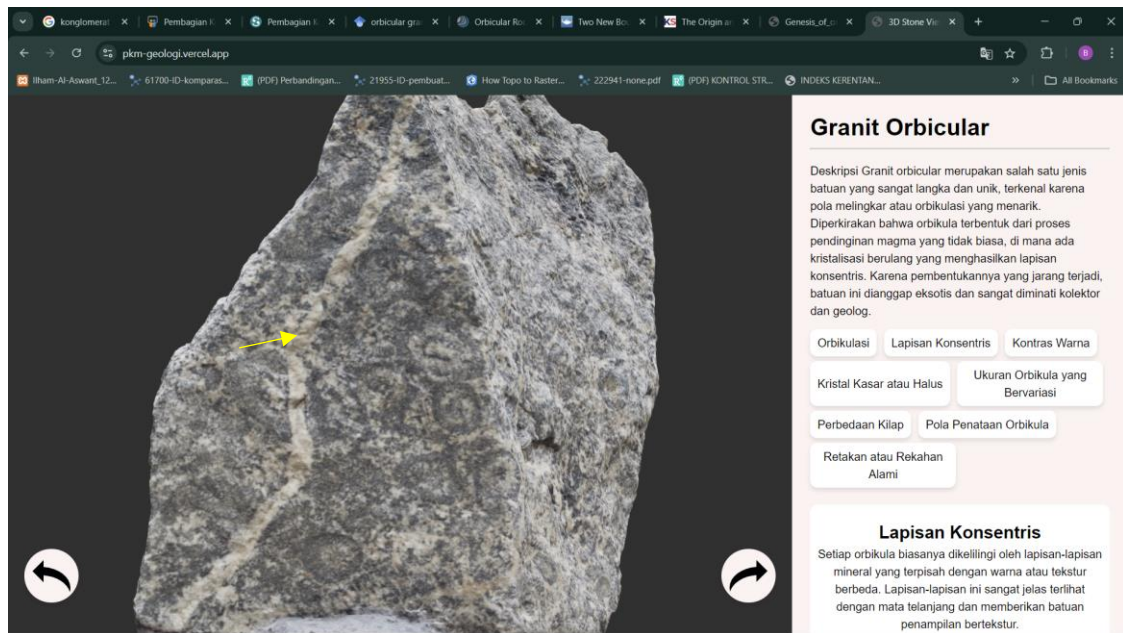 konglomerat
Pembagian K
Pembagian K
orbicular gra
Orbicular Roc
Two New Bo
The Origin an
Genesis_of_o
3D Stone Vie
pkm-geologi.vercel.app
Ilham-Al-Aswant_12...
61700-ID-komparas...
(PDF) Perbandingan...
21955-ID-pembuat...
How Topo to Raster...
222941-none.pdf
(PDF) KONTROL STR...
INDEKS KERENTAN...
All Bookmarks
Granit Orbicular
Deskripsi Granit orbicular merupakan salah satu jenis
batuan yang sangat langka dan unik, terkenal karena
pola melingkar atau orbikulasi yang menarik.
Diperkirakan bahwa orbikula terbentuk dari proses
pendinginan magma yang tidak biasa, di mana ada
kristalisasi berulang yang menghasilkan lapisan
konsentris. Karena pembentukannya yang jarang terjadi,
batuan ini dianggap eksotis dan sangat diminati kolektor
dan geolog.
Orbikulasi
Lapisan Konsentris
Kontras Warna
Kristal Kasar atau Halus
Ukuran Orbikula yang
Bervariasi
Perbedaan Kilap
Pola Penataan Orbikula
Retakan atau Rekahan
Alami
Lapisan Konsentris
Setiap orbikula biasanya dikelilingi oleh lapisan-lapisan
mineral yang terpisah dengan warna atau tekstur
berbeda. Lapisan-lapisan ini sangat jelas terlihat
dengan mata telanjang dan memberikan batuan
penampilan bertekstur.